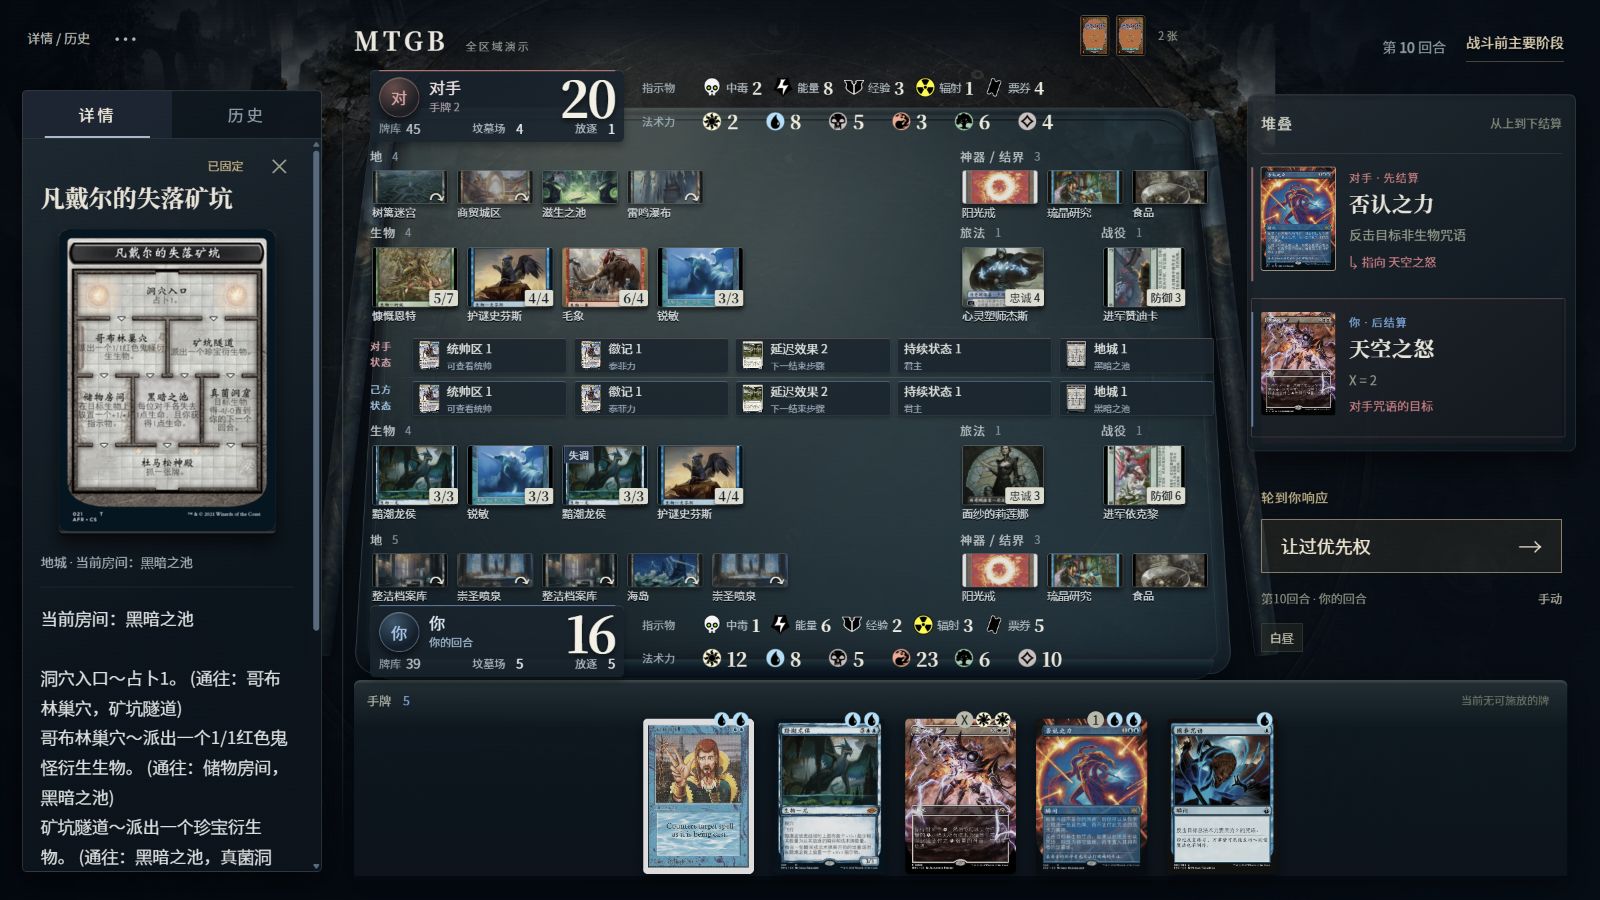 详情 / 历史
MTGB 全区域演示
2 张
第 10 回合 战斗前主要阶段
详情 历史
已固定
凡戴尔的失落矿坑
凡戴尔的失落矿坑
洞穴入口
占卜1。
哥布林巢穴
矿坑隧道
派出一个珍宝衍生物。
储物房间
黑暗之池
真菌洞窟
杜马松神殿
抓一张牌。
地城 · 当前房间：黑暗之池
当前房间：黑暗之池
洞穴入口～占卜1。 (通往：哥布
林巢穴，矿坑隧道)
哥布林巢穴～派出一个1/1红色鬼
怪衍生生物。 (通往：储物房间，
黑暗之池)
矿坑隧道～派出一个珍宝衍生
物。 (通往：黑暗之池，真菌洞
对 对手 20
手牌 2
牌库 45 坟墓场 4 放逐 1
指示物 中毒 2 能量 8 经验 3 辐射 1 票券 4
法术力 2 8 5 3 6 4
地 4
树篱迷宫 商贸城区 滋生之池 雷鸣瀑布
神器 / 结界 3
阳光戒 琉晶研究 食品
生物 4
5/7 4/4 6/4 3/3
慷慨恩特 护谜史芬斯 毛象 锐敏
旅法 1 战役 1
忠诚 4 防御 3
心灵塑师杰斯 进军赞迪卡
对手
状态
统帅区 1
可查看统帅
徽记 1
泰菲力
延迟效果 2
下一结束步骤
持续状态 1
君主
地城 1
黑暗之池
己方
状态
统帅区 1
可查看统帅
徽记 1
泰菲力
延迟效果 2
下一结束步骤
持续状态 1
君主
地城 1
黑暗之池
生物 4
失调
3/3 3/3 3/3 4/4
黯潮龙侯 锐敏 黯潮龙侯 护谜史芬斯
旅法 1 战役 1
忠诚 3 防御 6
面纱的莉莲娜 进军依克黎
地 5
整洁档案库 崇圣喷泉 整洁档案库 海岛 崇圣喷泉
神器 / 结界 3
阳光戒 琉晶研究 食品
你 你 16
你的回合
牌库 39 坟墓场 5 放逐 5
指示物 中毒 1 能量 6 经验 2 辐射 3 票券 5
法术力 12 8 5 23 6 10
堆叠 从上到下结算
对手 · 先结算
否认之力
反击目标非生物咒语
指向 天空之怒
你 · 后结算
天空之怒
X = 2
对手咒语的目标
轮到你响应
让过优先权
第10回合 · 你的回合 手动
白昼
手牌 5 当前无可施放的牌
X
1
Counters target spell
as it is being cast.